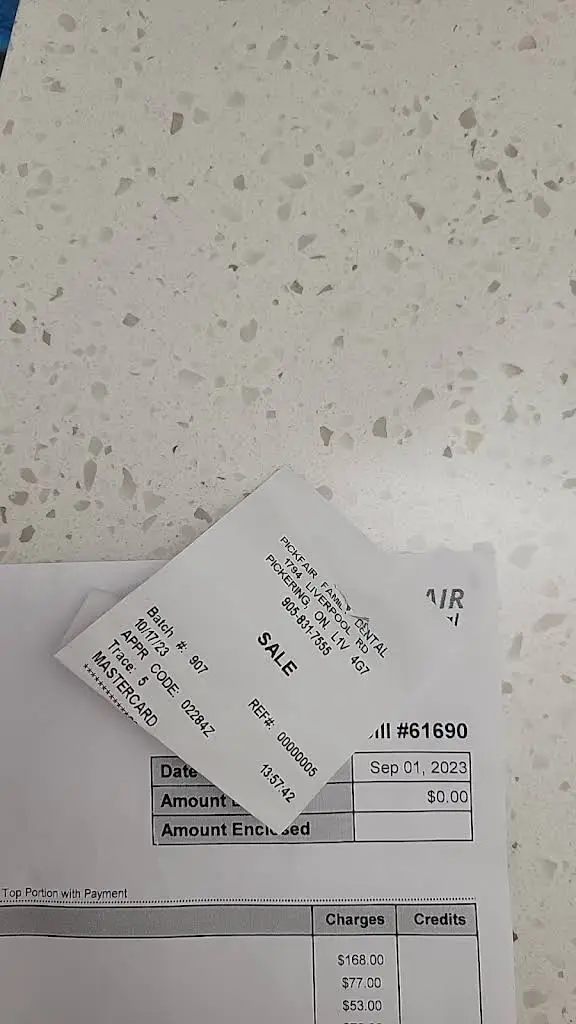 PICKFAIR FAMILY DENTAL
1794 LIVERPOOL RD
PICKERING, ON L1V 4G7
905-831-7555
SALE
REF#: 00000005
Batch #: 907
10/17/23 13:57:42
APPR CODE: 02284Z
Trace: 5
MASTERCARD
************
AIR
#61690
Date Sep 01, 2023
Amount $0.00
Amount Enclosed
Top Portion with Payment
Charges Credits
$168.00
$77.00
$53.00